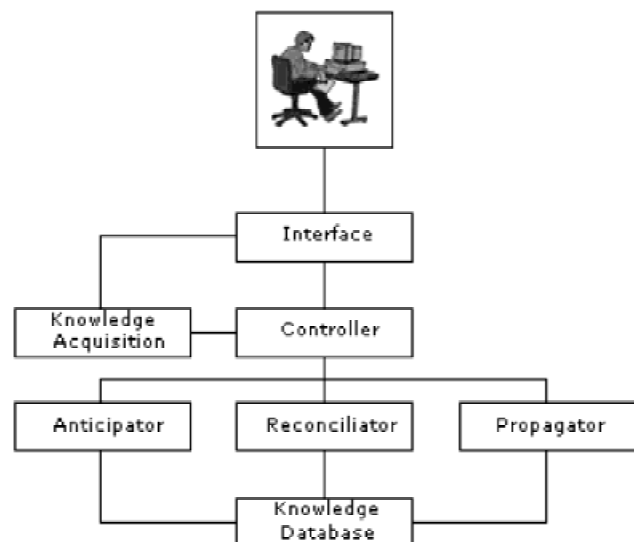 Interface
Knowledge
Acquisition
Controller
Anticipator
Reconciliator
Propagator
Knowledge
Database